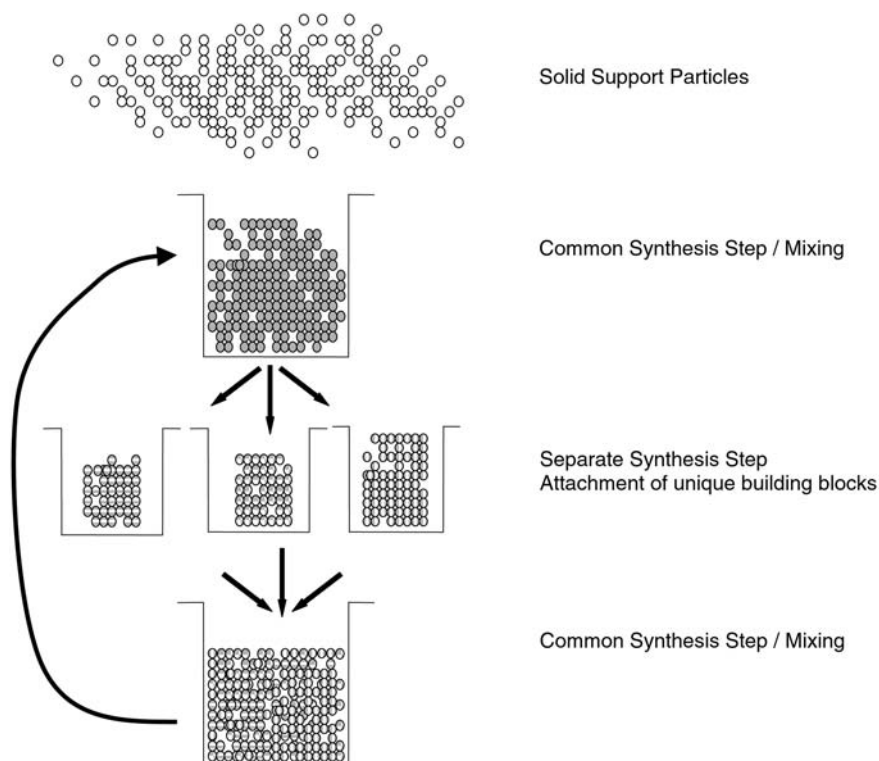 Solid Support Particles
Common Synthesis Step / Mixing
Separate Synthesis Step
Attachment of unique building blocks
Common Synthesis Step / Mixing